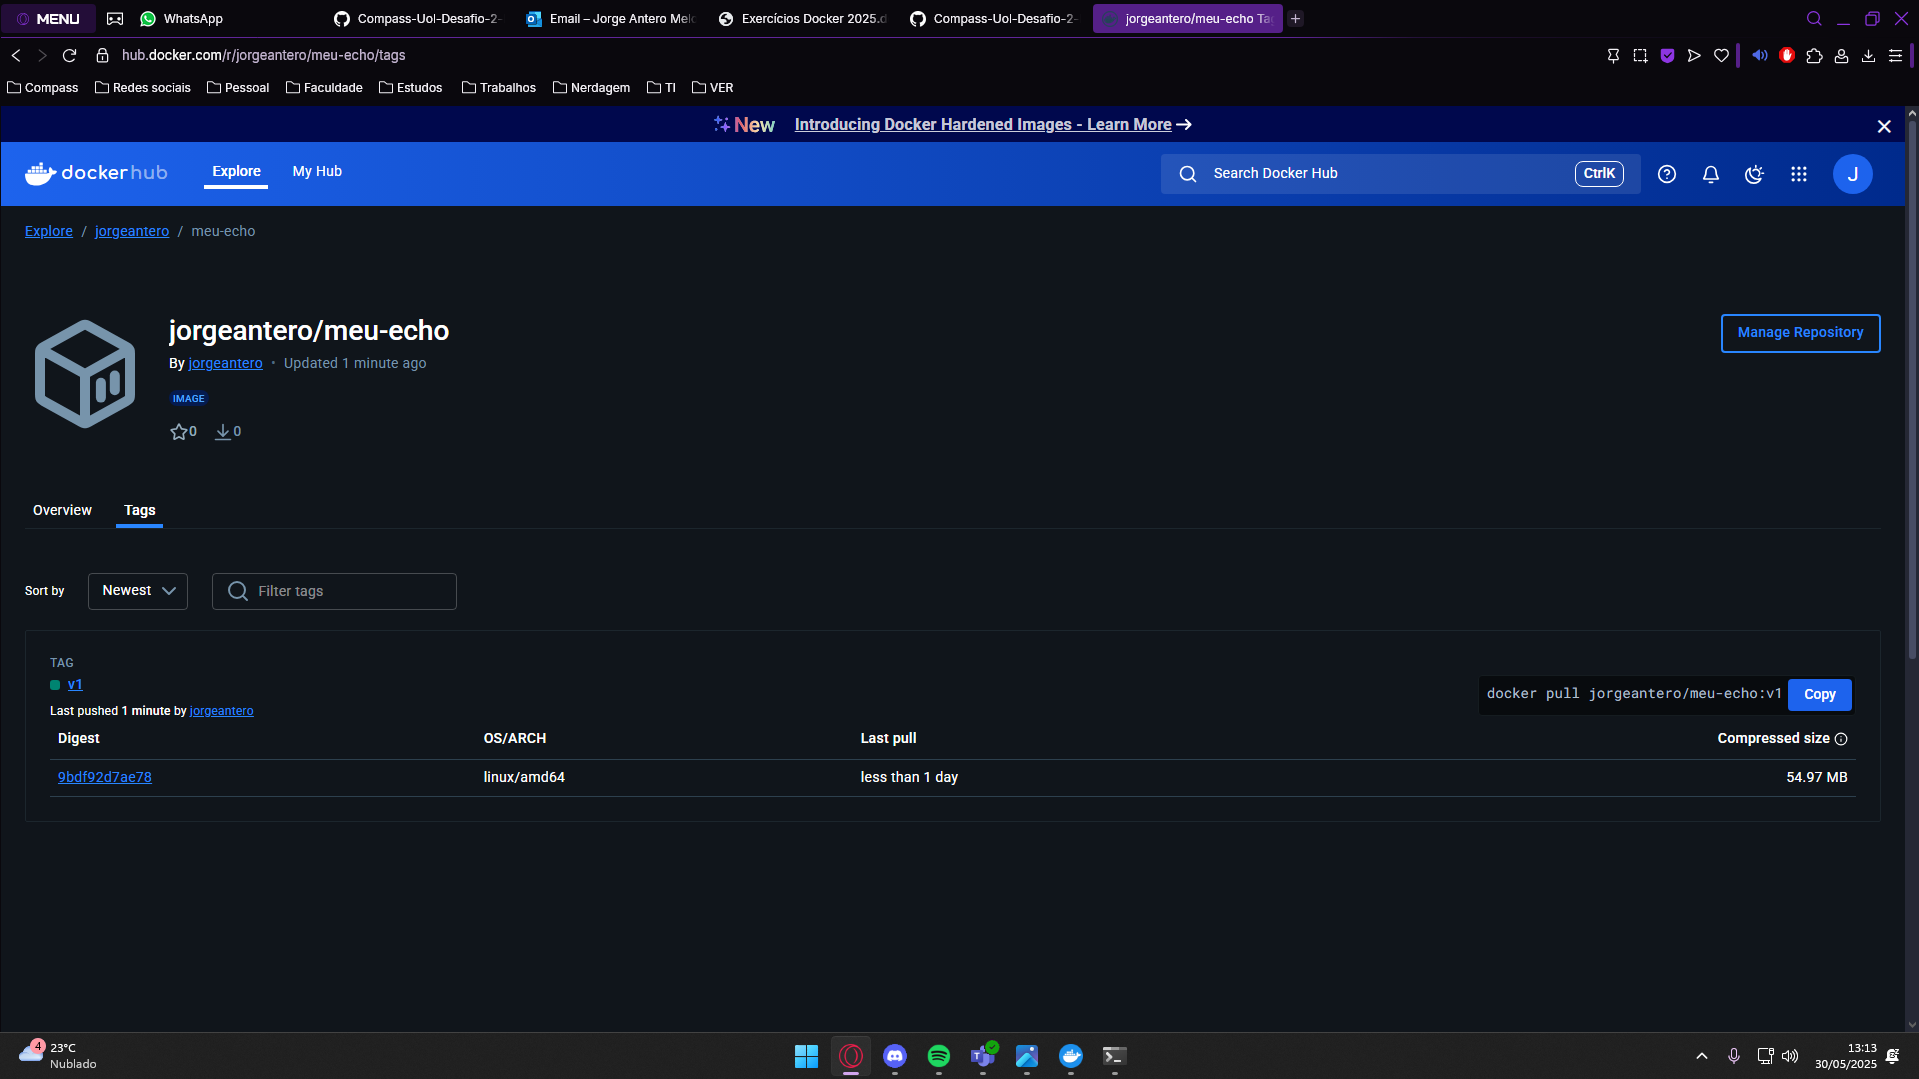 MENU
WhatsApp
Compass-Uol-Desafio-2-
Email – Jorge Antero Mel
Exercícios Docker 2025.d
Compass-Uol-Desafio-2-
jorgeantero/meu-echo Ta
hub.docker.com/r/jorgeantero/meu-echo/tags
Compass
Redes sociais
Pessoal
Faculdade
Estudos
Trabalhos
Nerdagem
TI
VER
New Introducing Docker Hardened Images - Learn More
dockerhub
Explore
My Hub
Search Docker Hub
CtrlK
J
Explore / jorgeantero / meu-echo
jorgeantero/meu-echo
By jorgeantero • Updated 1 minute ago
Manage Repository
IMAGE
0
0
Overview
Tags
Sort by
Newest
Filter tags
TAG
v1
Last pushed 1 minute by jorgeantero
docker pull jorgeantero/meu-echo:v1
Copy
Digest
OS/ARCH
Last pull
Compressed size
9bdf92d7ae78
linux/amd64
less than 1 day
54.97 MB
4
23°C
Nublado
13:13
30/05/2025